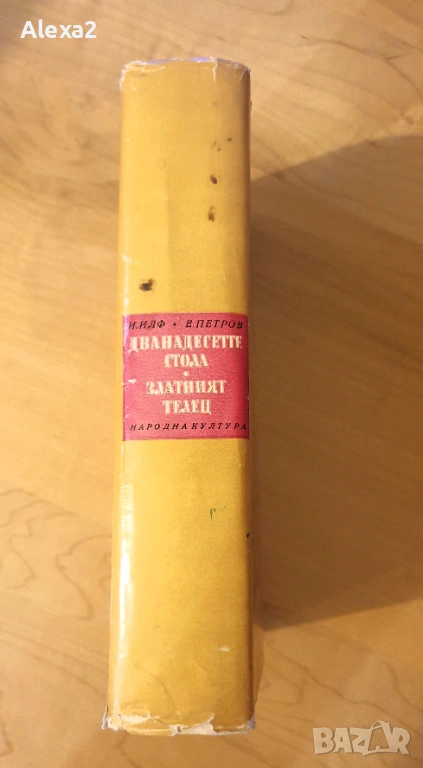 Alexa2
И.ИЛФ • Е.ПЕТРОВ
ДВАНАДЕСЕТТЕ
СТОЛА
•
ЗЛАТНИЯТ
ТЕЛЕЦ
НАРОДНА КУЛТУРА
BAZAR